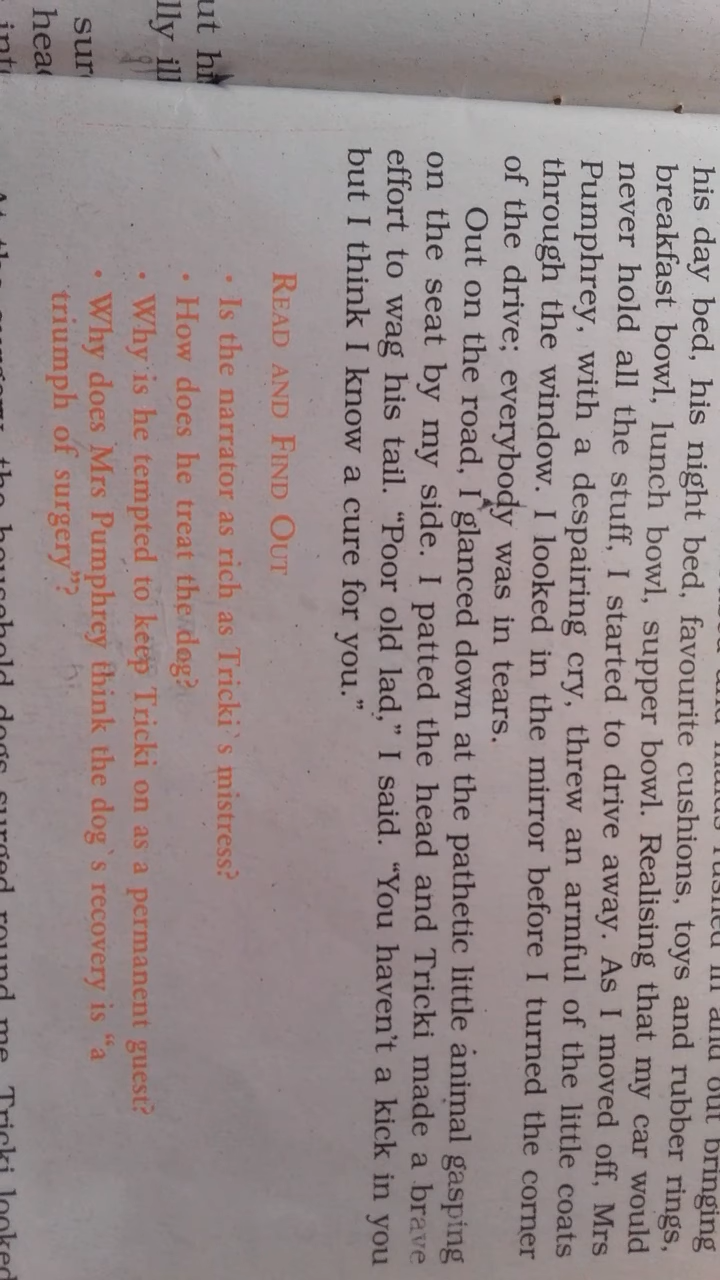 his day bed, his night bed, favourite cushions, toys and rubber rings,
breakfast bowl, lunch bowl, supper bowl. Realising that my car would
never hold all the stuff, I started to drive away. As I moved off, Mrs
Pumphrey, with a despairing cry, threw an armful of the little coats
through the window. I looked in the mirror before I turned the corner
of the drive; everybody was in tears.
Out on the road, I glanced down at the pathetic little animal gasping
on the seat by my side. I patted the head and Tricki made a brave
effort to wag his tail. “Poor old lad,” I said. “You haven't a kick in you
but I think I know a cure for you.”
READ AND FIND OUT
• Is the narrator as rich as Tricki's mistress?
• How does he treat the dog?
• Why is he tempted to keep Tricki on as a permanent guest?
• Why does Mrs Pumphrey think the dog's recovery is “a
triumph of surgery”?
household dogs surged round me. Tricki looked